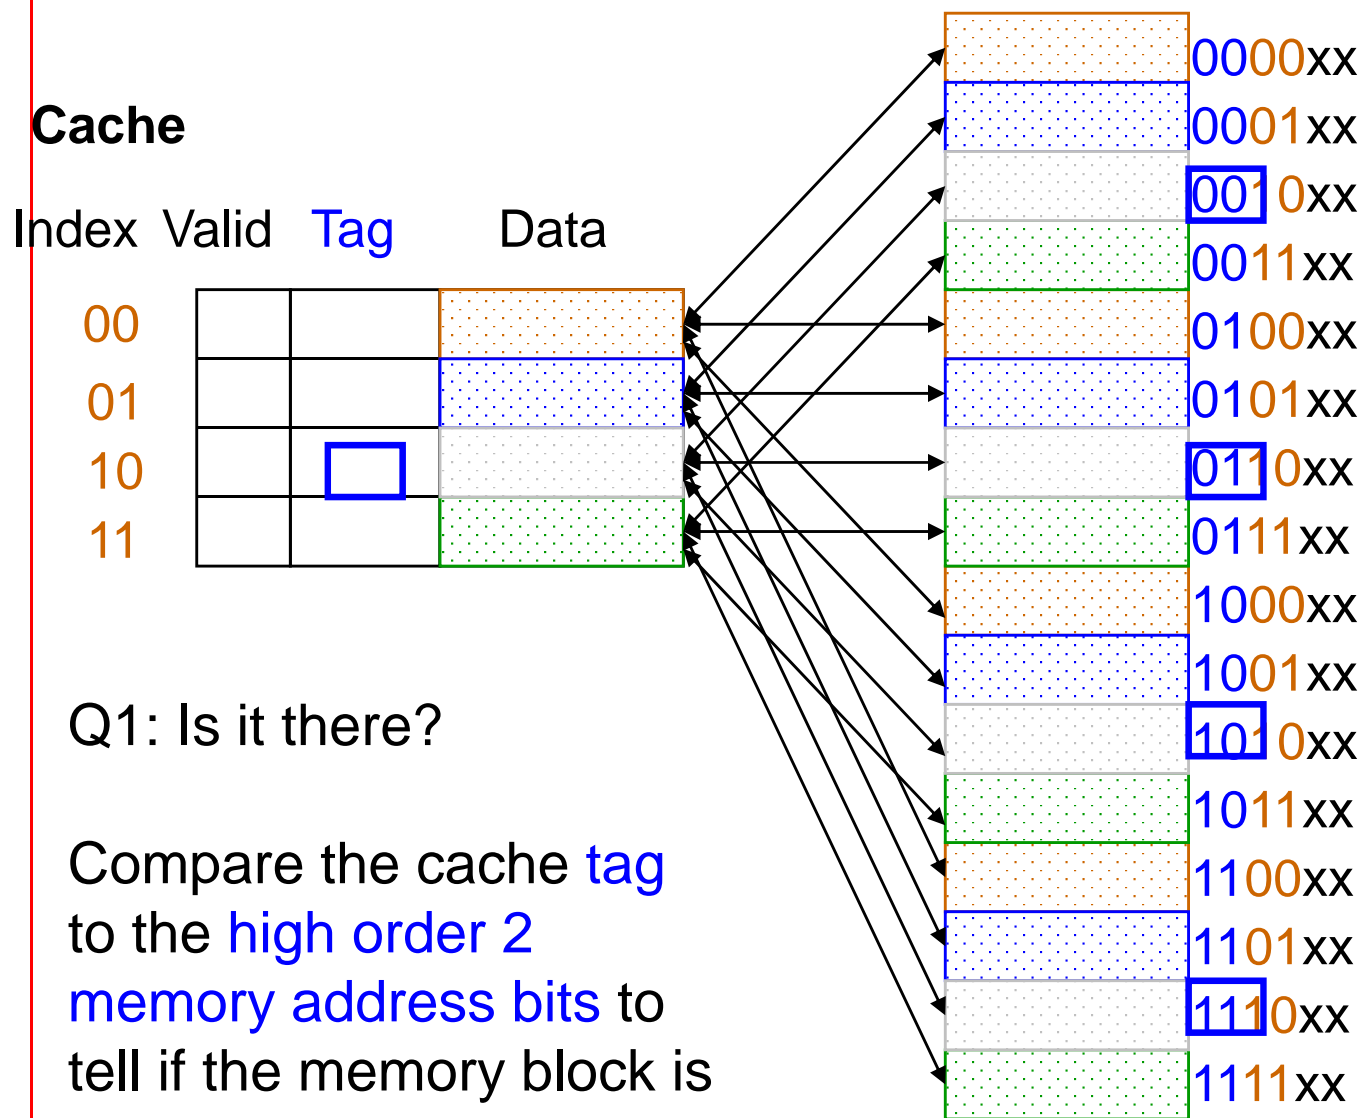 Cache
Index Valid Tag Data
00
01
10
11
Q1: Is it there?
Compare the cache tag
to the high order 2
memory address bits to
tell if the memory block is
0000xx
0001xx
0010xx
0011xx
0100xx
0101xx
0110xx
0111xx
1000xx
1001xx
1010xx
1011xx
1100xx
1101xx
1110xx
1111xx